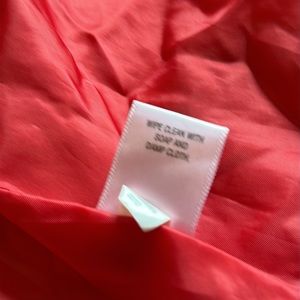 WIPE CLEAN WITH
SOAP AND
DAMP CLOTH.